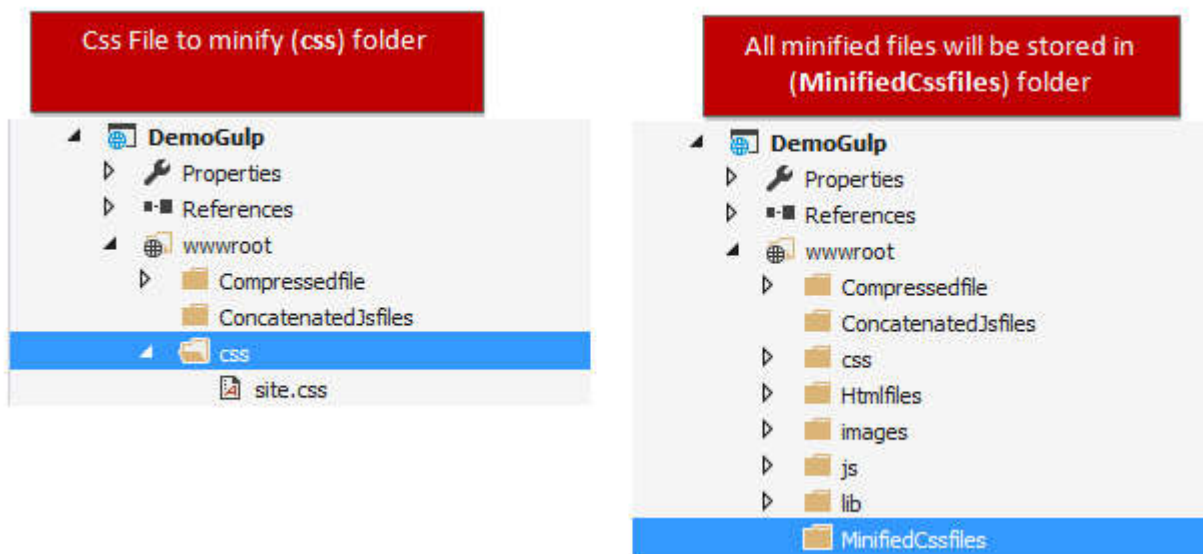 Css File to minify (css) folder
DemoGulp
Properties
References
wwwroot
Compressedfile
ConcatenatedJsfiles
css
site.css
All minified files will be stored in
(MinifiedCssfiles) folder
DemoGulp
Properties
References
wwwroot
Compressedfile
ConcatenatedJsfiles
css
Htmlfiles
images
js
lib
MinifiedCssfiles